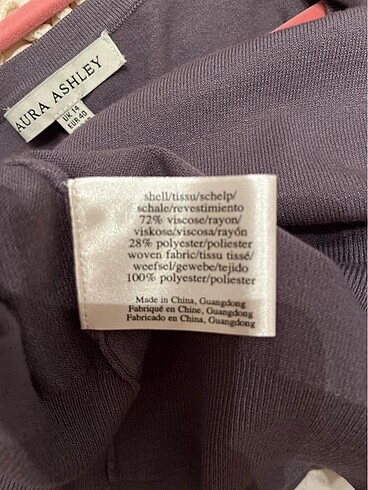 AURA ASHLEY
UK 14
EUR 40
shell/tissu/schelp/
schale/revestimiento
72% viscose/rayon/
viskose/viscosa/rayón
28% polyester/poliester
woven fabric/tissu tissé/
weefsel/gewebe/tejido
100% polyester/poliester
Made in China, Guangdong
Fabriqué en Chine, Guangdong
Fabricado en China, Guangdong